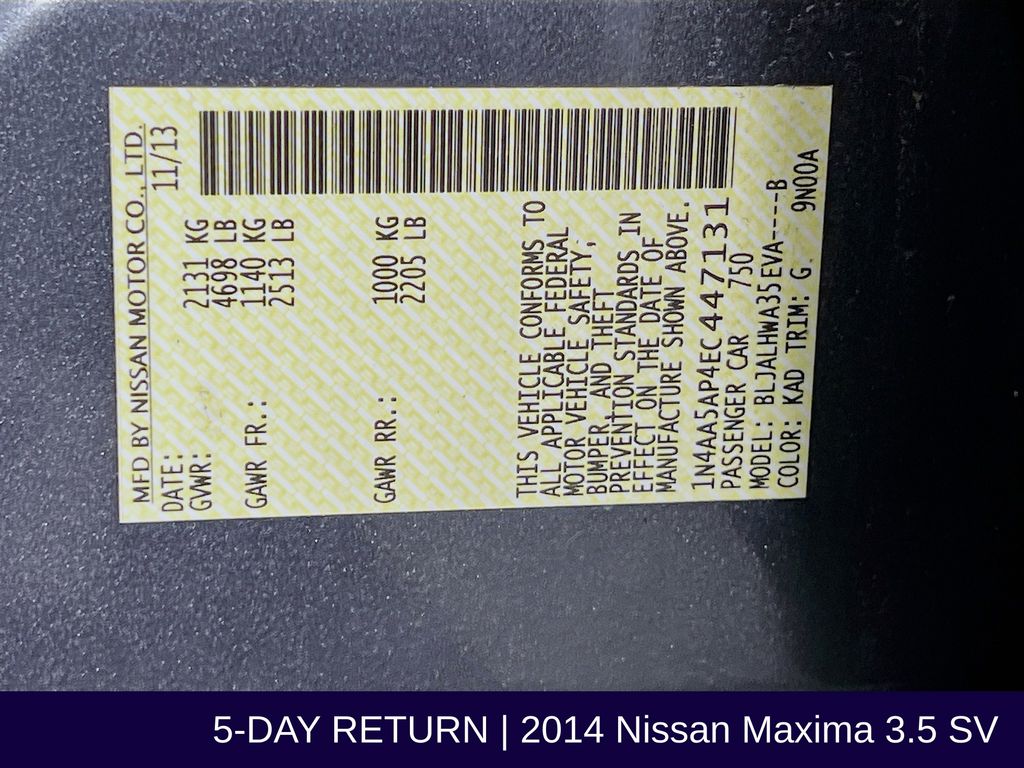 MFD BY NISSAN MOTOR CO., LTD.
DATE: 11/13
GVWR: 2131 KG
4698 LB
GAWR FR.: 1140 KG
2513 LB
GAWR RR.: 1000 KG
2205 LB
THIS VEHICLE CONFORMS TO
ALL APPLICABLE FEDERAL
MOTOR VEHICLE SAFETY,
BUMPER, AND THEFT
PREVENTION STANDARDS IN
EFFECT ON THE DATE OF
MANUFACTURE SHOWN ABOVE.
1N4AA5AP4EC447131
PASSENGER CAR 750
MODEL: BLJALHWA35EVA----B
COLOR: KAD TRIM: G 9N00A
5-DAY RETURN | 2014 Nissan Maxima 3.5 SV